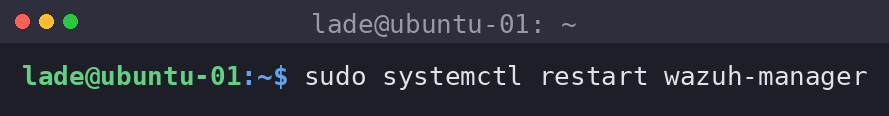 lade@ubuntu-01: ~
lade@ubuntu-01:~$ sudo systemctl restart wazuh-manager